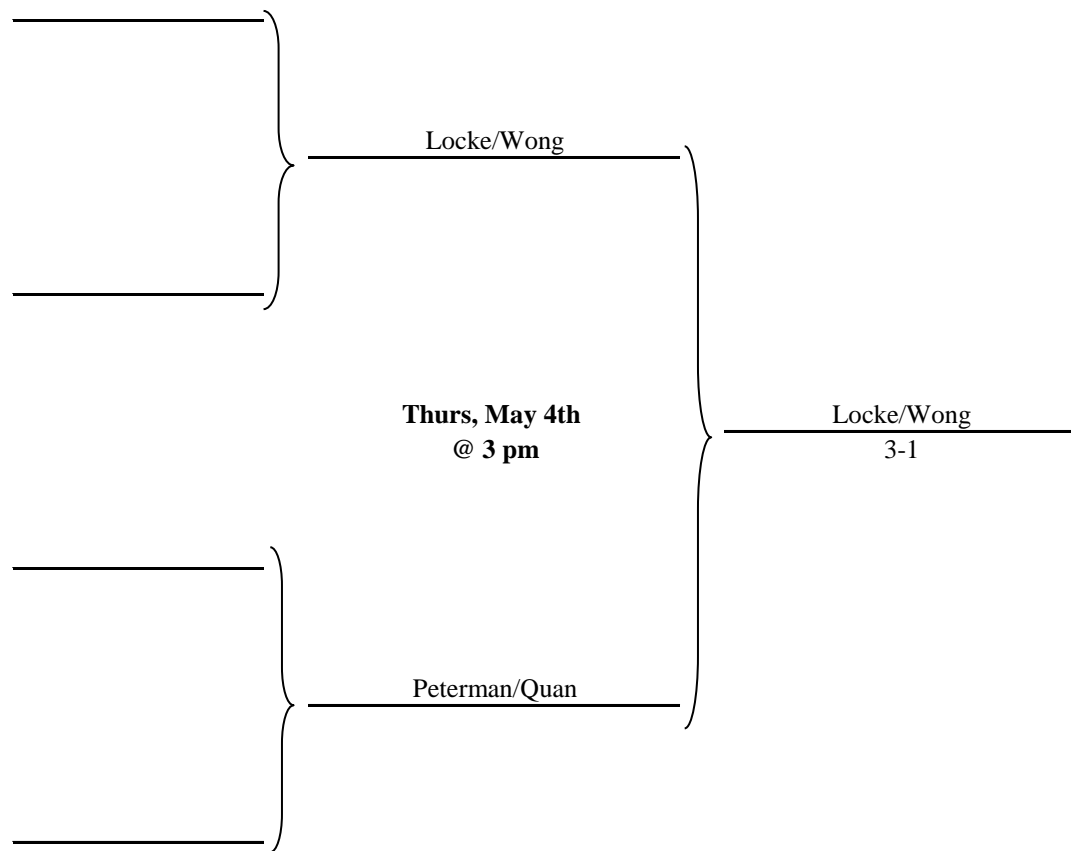 Locke/Wong
Thurs, May 4th
@ 3 pm
Locke/Wong
3-1
Peterman/Quan